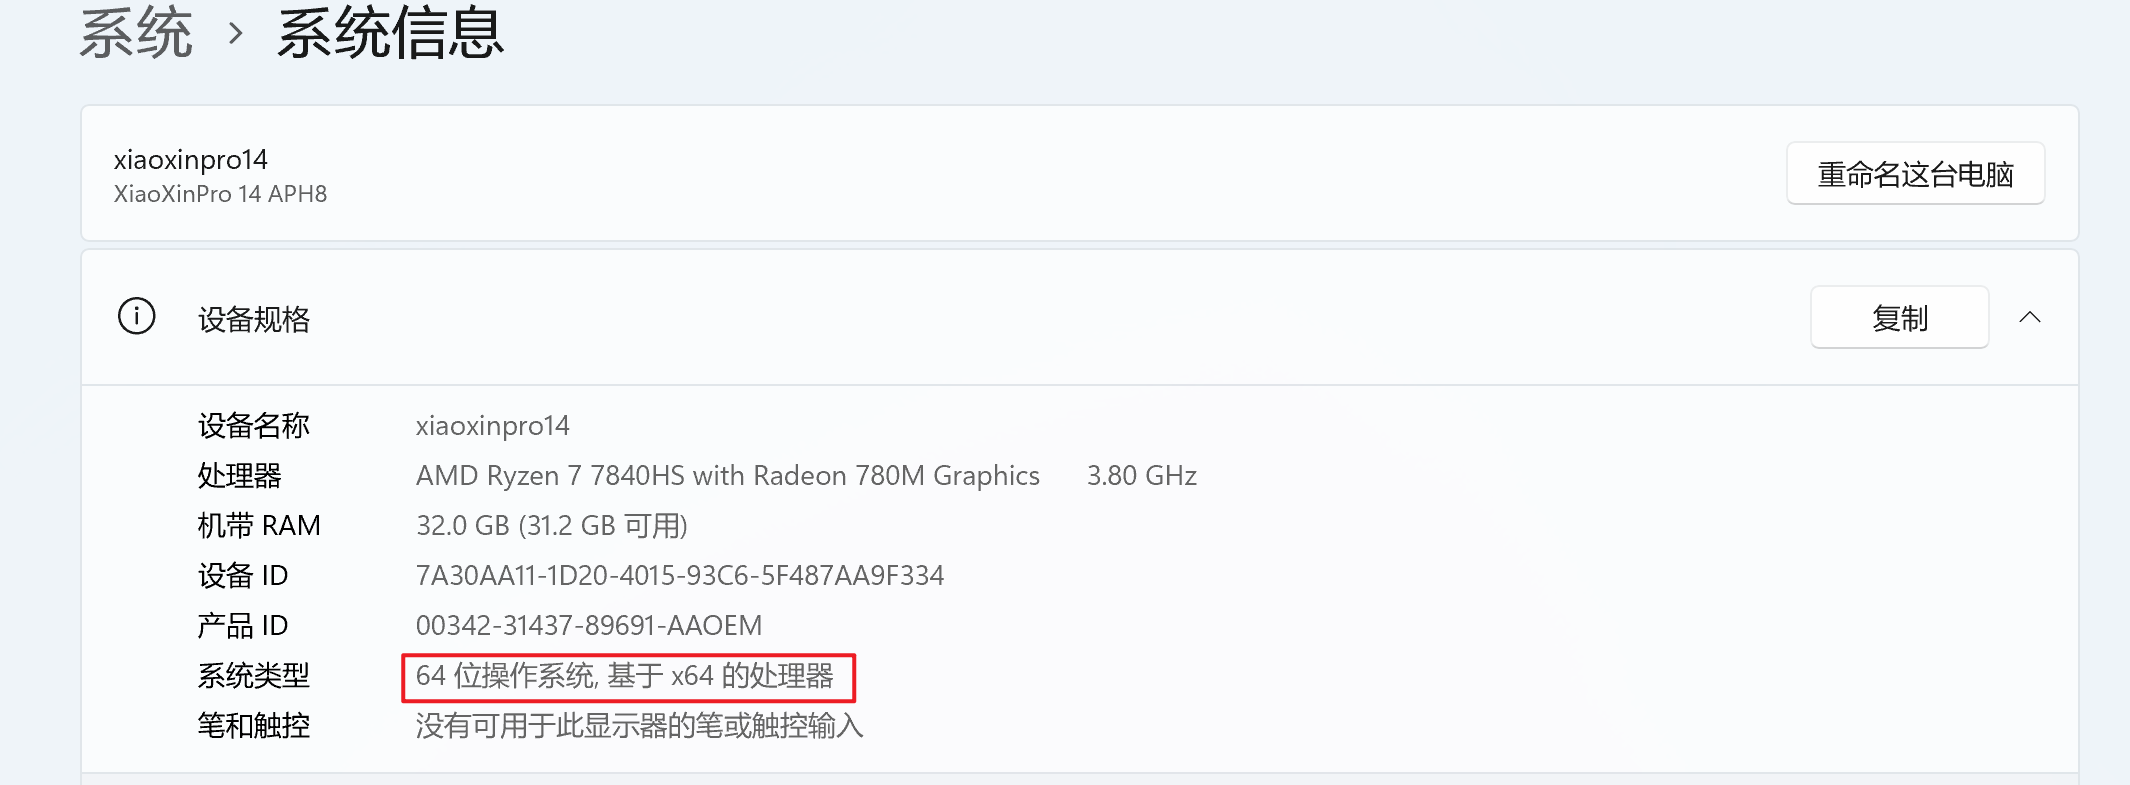 系统 › 系统信息
xiaoxinpro14
XiaoXinPro 14 APH8
重命名这台电脑
设备规格
复制
设备名称 xiaoxinpro14
处理器 AMD Ryzen 7 7840HS with Radeon 780M Graphics 3.80 GHz
机带 RAM 32.0 GB (31.2 GB 可用)
设备 ID 7A30AA11-1D20-4015-93C6-5F487AA9F334
产品 ID 00342-31437-89691-AAOEM
系统类型 64 位操作系统, 基于 x64 的处理器
笔和触控 没有可用于此显示器的笔或触控输入